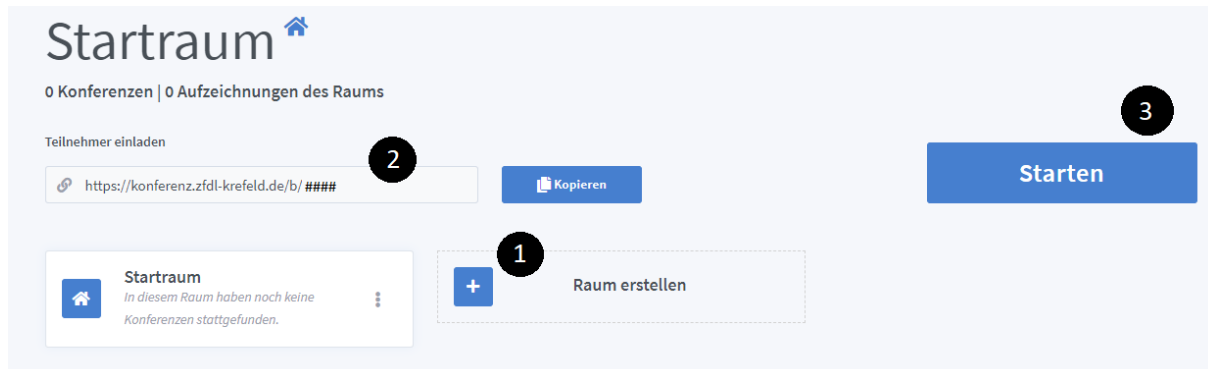 Startraum
0 Konferenzen | 0 Aufzeichnungen des Raums
3
Teilnehmer einladen
2
https://konferenz.zfdl-krefeld.de/b/ ####
Kopieren
Starten
1
Startraum
In diesem Raum haben noch keine
Konferenzen stattgefunden.
+ Raum erstellen